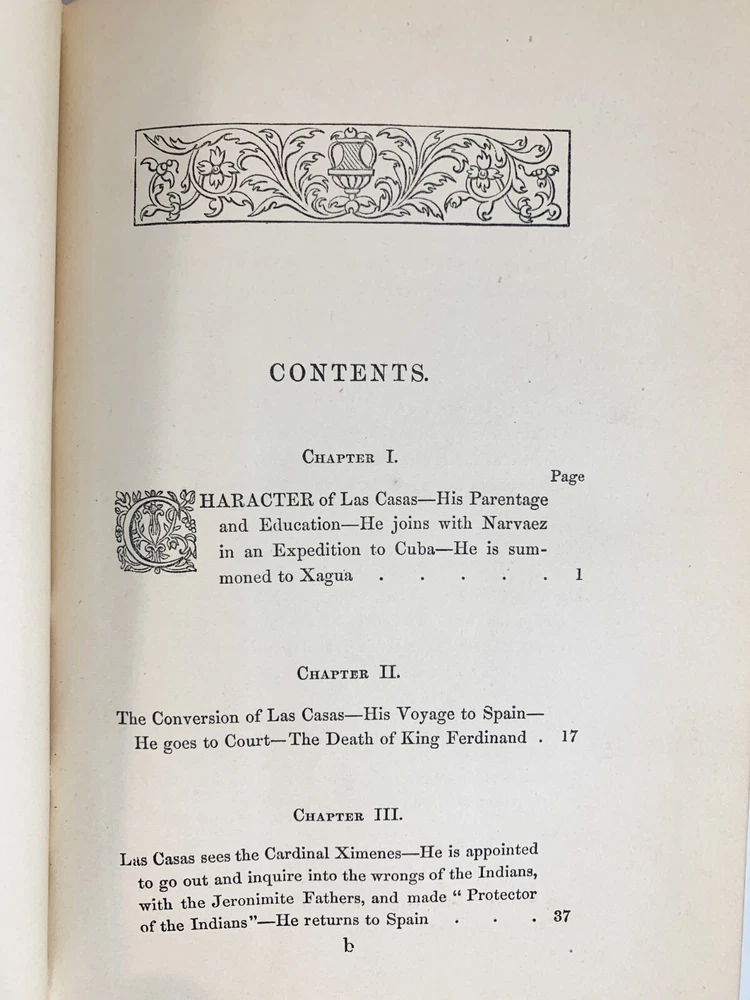 CONTENTS.
CHAPTER I.
Page
CHARACTER of Las Casas—His Parentage
and Education—He joins with Narvaez
in an Expedition to Cuba—He is sum-
moned to Xagua . . . . . 1
CHAPTER II.
The Conversion of Las Casas—His Voyage to Spain—
He goes to Court—The Death of King Ferdinand . 17
CHAPTER III.
Las Casas sees the Cardinal Ximenes—He is appointed
to go out and inquire into the wrongs of the Indians,
with the Jeronimite Fathers, and made “ Protector
of the Indians”—He returns to Spain . . . 37
b